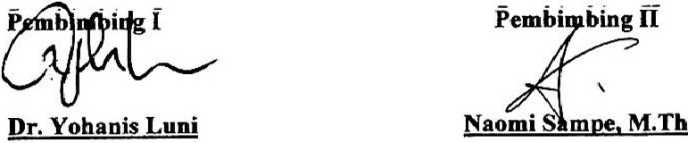 Pembimbing I
Pembimbing II
Dr. Yohanis Luni
Naomi Sampe, M.Th